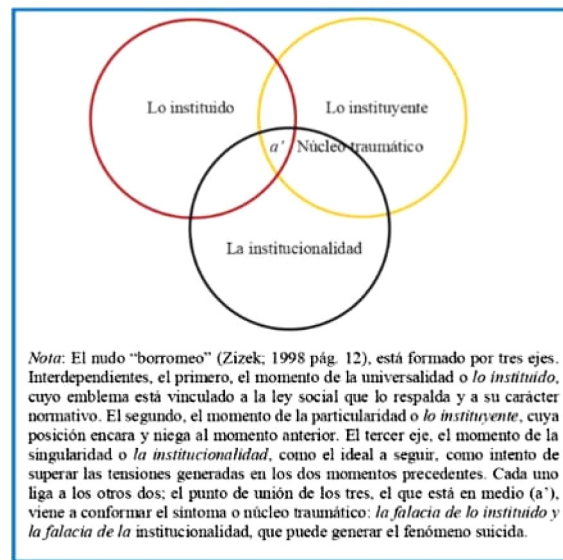 Lo instituido
Lo instituyente
a’ Núcleo traumático
La institucionalidad
Nota: El nudo “borromeo” (Zizek; 1998 pág. 12), está formado por tres ejes.
Interdependientes, el primero, el momento de la universalidad o lo instituido,
cuyo emblema está vinculado a la ley social que lo respalda y a su carácter
normativo. El segundo, el momento de la particularidad o lo instituyente, cuya
posición encara y niega al momento anterior. El tercer eje, el momento de la
singularidad o la institucionalidad, como el ideal a seguir, como intento de
superar las tensiones generadas en los dos momentos precedentes. Cada uno
liga a los otros dos; el punto de unión de los tres, el que está en medio (a’),
viene a conformar el síntoma o núcleo traumático: la falacia de lo instituido y
la falacia de la institucionalidad, que puede generar el fenómeno suicida.